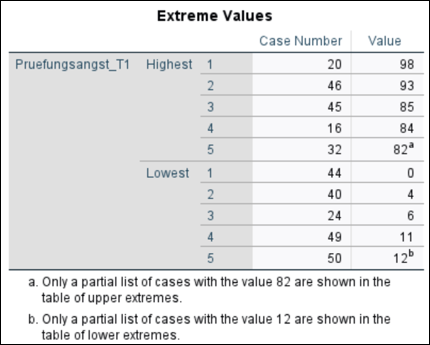 Extreme Values
Case Number Value
Pruefungsangst_T1 Highest 1 20 98
2 46 93
3 45 85
4 16 84
5 32 82a
Lowest 1 44 0
2 40 4
3 24 6
4 49 11
5 50 12b
a. Only a partial list of cases with the value 82 are shown in the
table of upper extremes.
b. Only a partial list of cases with the value 12 are shown in the
table of lower extremes.